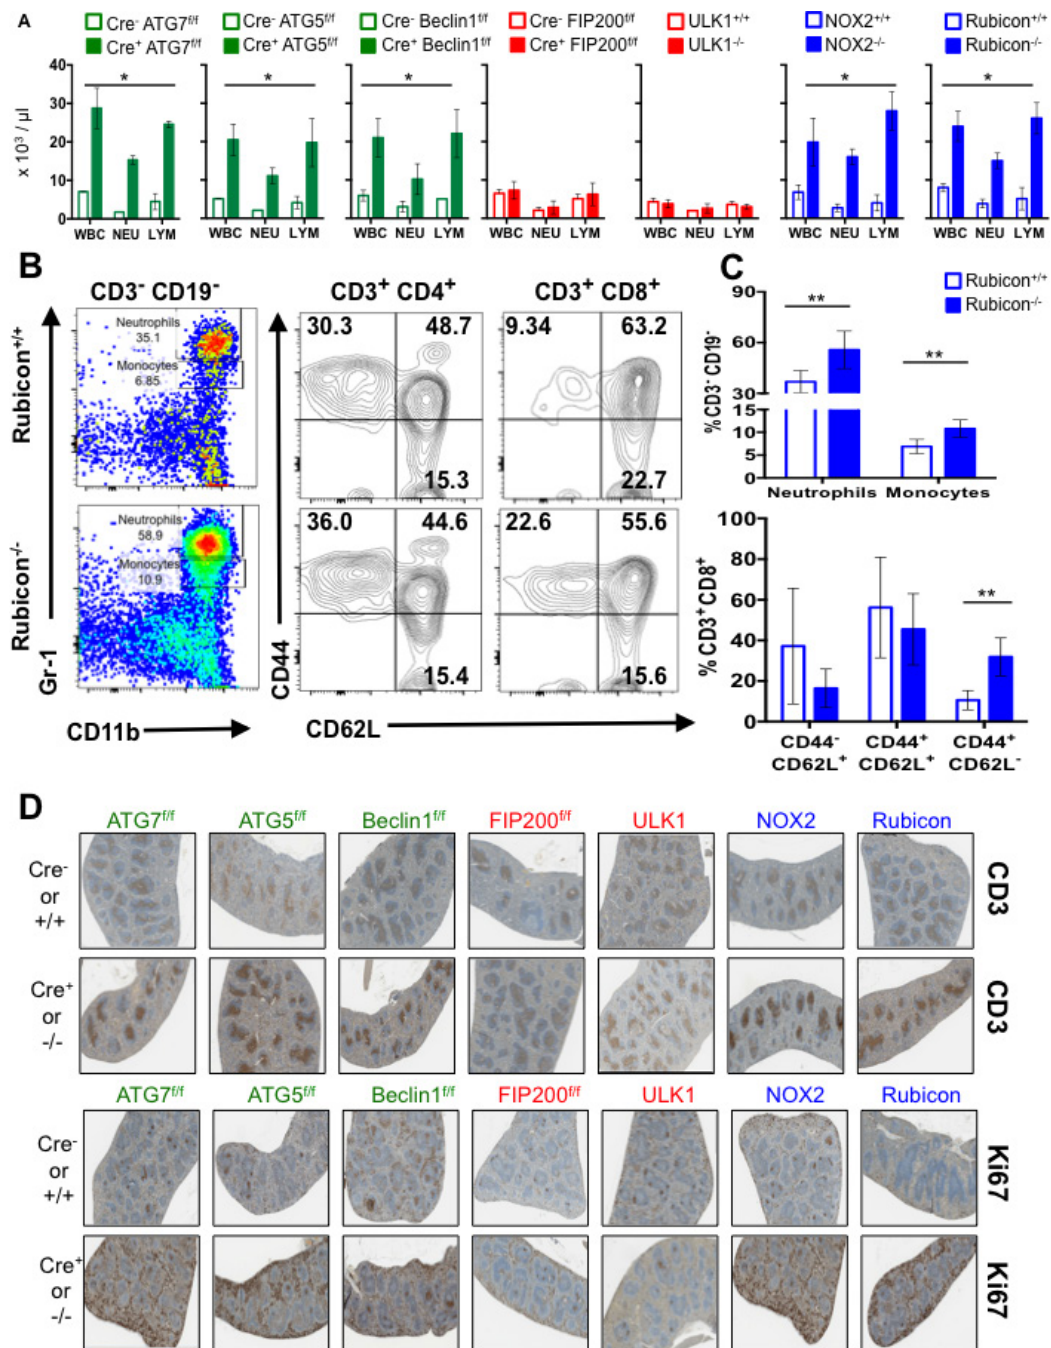 A
Cre⁻ ATG7f/f
Cre⁺ ATG7f/f
Cre⁻ ATG5f/f
Cre⁺ ATG5f/f
Cre⁻ Beclin1f/f
Cre⁺ Beclin1f/f
Cre⁻ FIP200f/f
Cre⁺ FIP200f/f
ULK1+/+
ULK1-/-
NOX2+/+
NOX2-/-
Rubicon+/+
Rubicon-/-
x 10³ / µl
40
30
20
10
0
* * * * *
WBC NEU LYM WBC NEU LYM WBC NEU LYM WBC NEU LYM WBC NEU LYM WBC NEU LYM WBC NEU LYM
B
CD3⁻ CD19⁻
CD3⁺ CD4⁺
CD3⁺ CD8⁺
Rubicon+/+
Neutrophils
35.1
Monocytes
6.85
30.3 48.7
15.3
9.34 63.2
22.7
Rubicon-/-
Neutrophils
58.9
Monocytes
10.9
36.0 44.6
15.4
22.6 55.6
15.6
Gr-1
CD11b
CD44
CD62L
C
Rubicon+/+
Rubicon-/-
%CD3⁻ CD19⁻
90
60
30
15
10
5
0
**
**
Neutrophils Monocytes
% CD3⁺ CD8⁺
100
80
60
40
20
0
**
CD44⁻ CD44⁺ CD44⁺
CD62L⁺ CD62L⁺ CD62L⁻
D
ATG7f/f ATG5f/f Beclin1f/f FIP200f/f ULK1 NOX2 Rubicon
Cre⁻
or
+/+
CD3
Cre⁺
or
-/-
CD3
ATG7f/f ATG5f/f Beclin1f/f FIP200f/f ULK1 NOX2 Rubicon
Cre⁻
or
+/+
Ki67
Cre⁺
or
-/-
Ki67